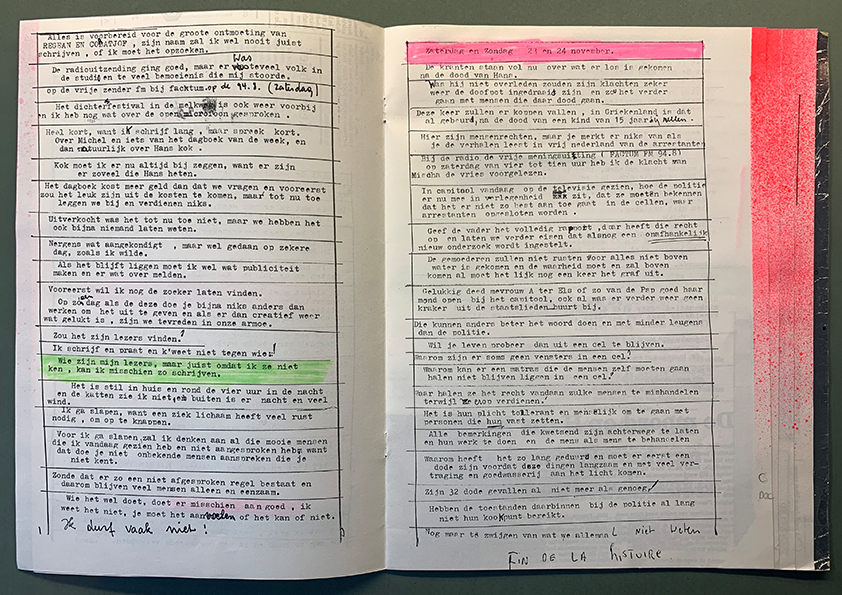 Alles is voorbereid voor de groote ontmoeting van
REGEAN EN GOBATJOF , zijn naam zal ik wel nooit juist
schrijven , of ik moet het opzoeken.
Was
De radiouitzending ging goed, maar er was teveel volk in
de studi en te veel bemoeienis die mij stoorde.
op de vrije zender fm bij facktum op de 94.8. (zaterdag)
Het dichtersfestival in de melkweg is ook weer voorbij
en ik heb nog wat over de open microfoon gesproken .
Heel kort, want ik schrijf lang, maar spreek kort.
Over Michel en iets van het dagboek van de week, en
dan natuurlijk over Hans kok .
Kok moet ik er nu altijd bij zeggen, want er zijn
er zoveel die Hans heten.
Het dagboek kost meer geld dan dat we vragen en vooreerst
zou het leuk zijn uit de kosten te komen, maar tot nu toe
leggen we bij en verdienen niks.
Uitverkocht was het tot nu toe niet, maar we hebben het
ook bijna niemand laten weten.
Nergens wat aangekondigt , maar wel gedaan op zekere
dag, zoals ik wilde.
Als het blijft liggen moet ik wel wat publiciteit
maken en er wat over melden.
Vooreerst wil ik nog de zoeker laten vinden.
Op zo een dag als de deze doe je bijna niks anders dan
werken om het uit te geven en als er dan creatief weer
wat gelukt is , zijn we tevreden in onze armoe.
Zou het zijn lezers vinden!
Ik schrijf en praat en k'weet niet tegen wie!
Wie zijn mijn lezers, maar juist omdat ik ze niet
ken , kan ik misschien zo schrijven.
Het is stil in huis en rond de vier uur in de nacht
en de katten zie ik niet, en buiten is er nacht en veel
wind.
Ik ga slapen, want een ziek lichaam heeft veel rust
nodig , om op te knappen.
Voor ik ga slapen zal ik denken aan al die mooie mensen
die ik vandaag gezien heb en niet aangesproken heb, want
dat doe je niet onbekende mensen aanspreken die je
niet kent.
Zonde dat er zo een niet afgesproken regel bestaat en
daarom blijven veel mensen alleen en eenzaam.
Wie het wel doet, doet er misschien aan goed , ik
weet het niet, je moet het aanvoelen of het kan of niet.
Ik durf vaak niet !
Zaterdag en Zondag 23 en 24 november.
De kranten staan vol nu over wat er los is gekomen
na de dood van Hans.
Was hij niet overleden zouden zijn klachten zeker
weer de doofpot ingedraaid zijn en zo het verder
gaan met mensen die daar dood gaan.
Deze keer zullen er koppen vallen , in Griekenland is dat
al gebeurd, na de dood van een kind van 15 jaar
Hier zijn mensenrechten, maar je merkt er niks van als
je de verhalen leest in vrij nederland van de arrestanten
Bij de radio de vrije meningsuiting ( FACTUM FM 94.8)
op zaterdag van vier tot tien uur heb ik de klacht van
Mischa de vries voorgelezen.
In capitool vandaag op de televisie gezien, hoe de politie
er nu mee in verlegenheid zit, dat ze moeten bekennen
dat het er niet zo best aan toe gaat in de cellen, waar
arrestanten opgesloten worden .
Geef de vader het volledig rapport , daar heeft die recht
op en laten we verder eisen dat alsnog een onafhankelijk
nieuw onderzoek wordt ingestelt.
De gemoederen zullen niet rusten voor alles niet boven
water is gekomen en de waarheid moet en zal boven
komen al moet het lijk nog een keer het graf uit.
Gelukkig deed mevrouw A ter Els of zo van de Psp goed haar
mond open bij het capitool, ook al was er verder weer geen
kraker uit de staatslieden buurt bij.
Die kunnen anders beter het woord doen en met minder leugens
dan de politie.
Wil je leven probeer dan uit een cel te blijven.
Waarom zijn er soms geen vensters in een cel!
Waarom kan er een matras die de mensen zelf moeten gaan
halen niet blijven liggen in een cel!
Waar halen ze het recht vandaan zulke mensen te mishandelen
terwijl ze verdienen.
Het is hun plicht tollerant en menselijk om te gaan met
personen die hun vast zetten.
Alle bemerkingen die kwetsend zijn achterwege te laten
en hun werk te doen en de mens als mens te behandelen
Waarom heeft het zo lang geduurd en moet er eerst een
dode zijn voordat deze dingen langzaam en met veel ver-
traging en goedmasserij aan het licht komen.
Zijn 32 dode gevallen al niet meer als genoeg!
Hebben de toestanden daarbinnen bij de politie al lang
niet hun kookpunt bereikt.
Nog maar te zwijgen van wat we allemaal niet weten
FIN DE LA histoire.